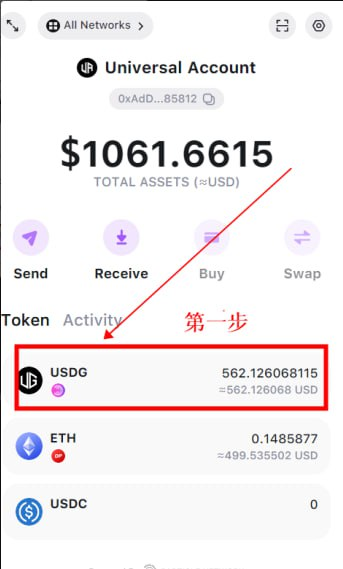 All Networks
Universal Account
0xAdD...85812
$1061.6615
TOTAL ASSETS (≈USD)
Send Receive Buy Swap
Token Activity
第一步
USDG 562.126068115
≈562.126068 USD
ETH 0.1485877
OP ≈499.535502 USD
USDC 0